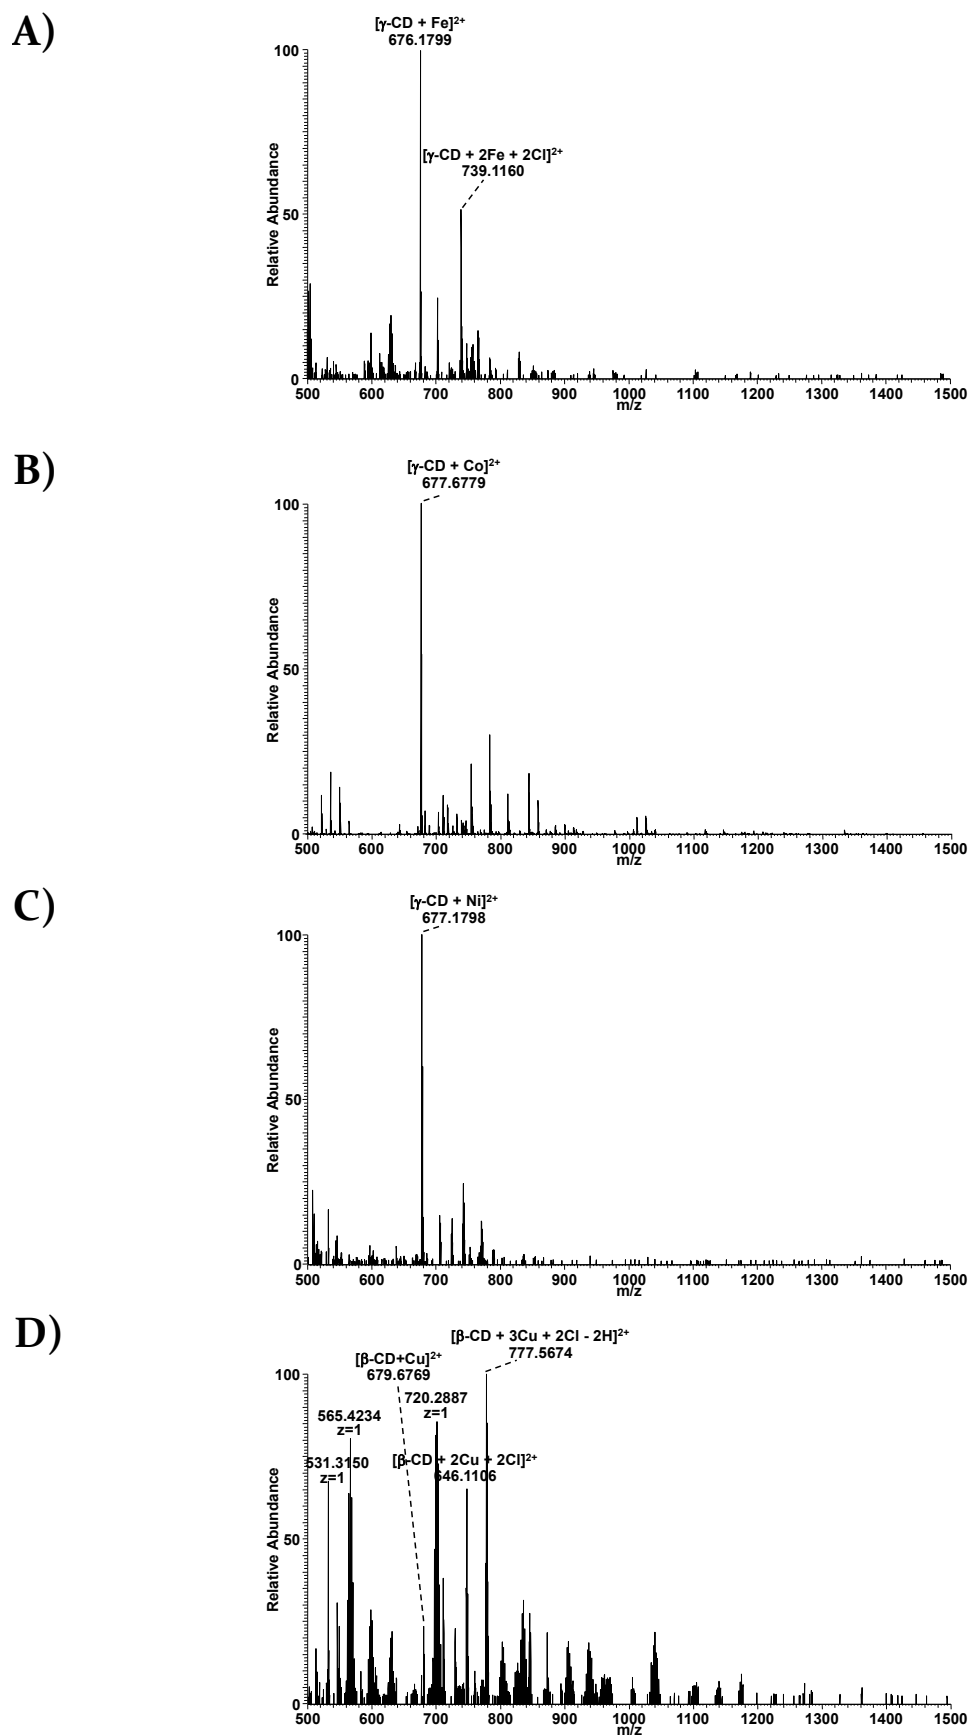 A)
[γ-CD + Fe]²⁺
676.1799
100
[γ-CD + 2Fe + 2Cl]²⁺
739.1160
Relative Abundance
50
0
500 600 700 800 900 1000 1100 1200 1300 1400 1500
m/z
B)
[γ-CD + Co]²⁺
677.6779
100
Relative Abundance
50
0
500 600 700 800 900 1000 1100 1200 1300 1400 1500
m/z
C)
[γ-CD + Ni]²⁺
677.1798
100
Relative Abundance
50
0
500 600 700 800 900 1000 1100 1200 1300 1400 1500
m/z
D)
[β-CD + 3Cu + 2Cl - 2H]²⁺
777.5674
[β-CD+Cu]²⁺
679.6769
100
720.2887
z=1
565.4234
z=1
[β-CD + 2Cu + 2Cl]²⁺
646.1106
531.3150
z=1
Relative Abundance
50
0
500 600 700 800 900 1000 1100 1200 1300 1400 1500
m/z